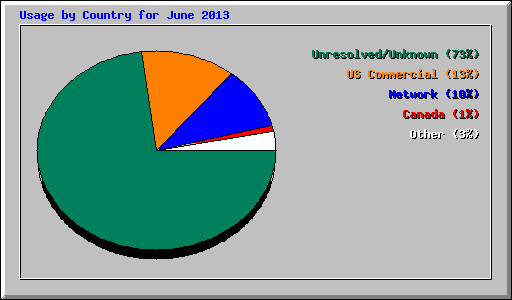 Usage by Country for June 2013
Unresolved/Unknown (73%)
US Commercial (13%)
Network (10%)
Canada (1%)
Other (3%)